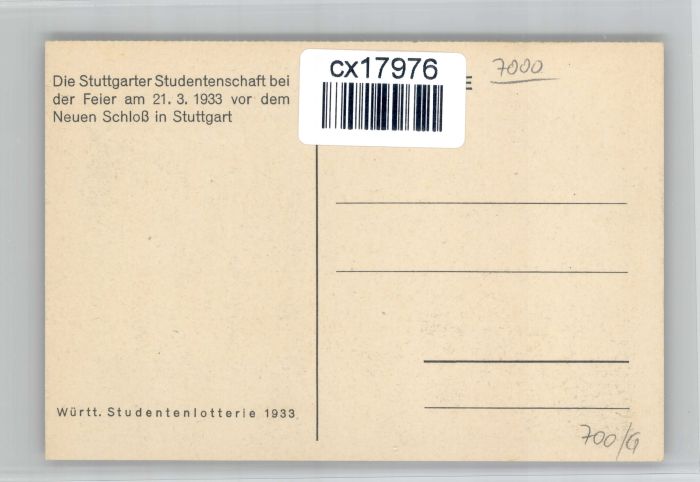 Die Stuttgarter Studentenschaft bei
der Feier am 21. 3. 1933 vor dem
Neuen Schloß in Stuttgart
cx17976
E
7000
Württ. Studentenlotterie 1933
700/G